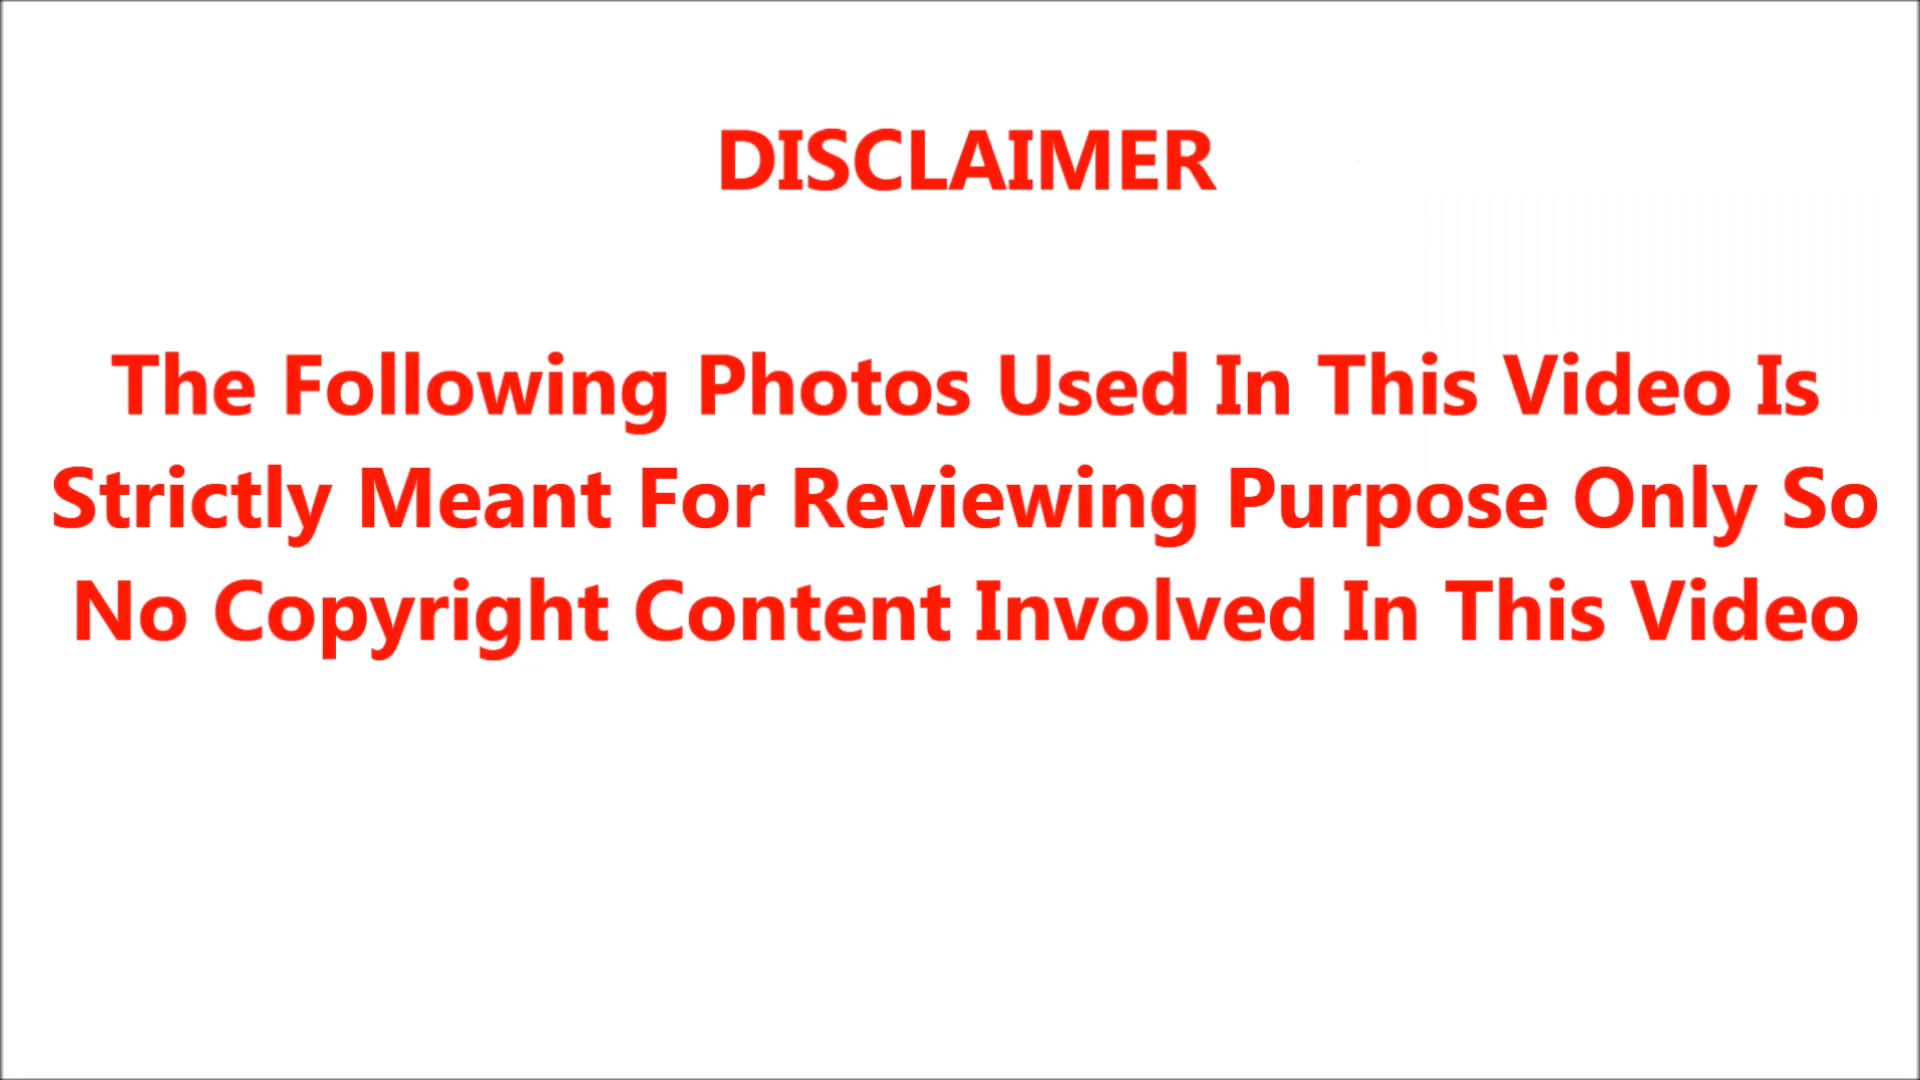 DISCLAIMER
The Following Photos Used In This Video Is
Strictly Meant For Reviewing Purpose Only So
No Copyright Content Involved In This Video